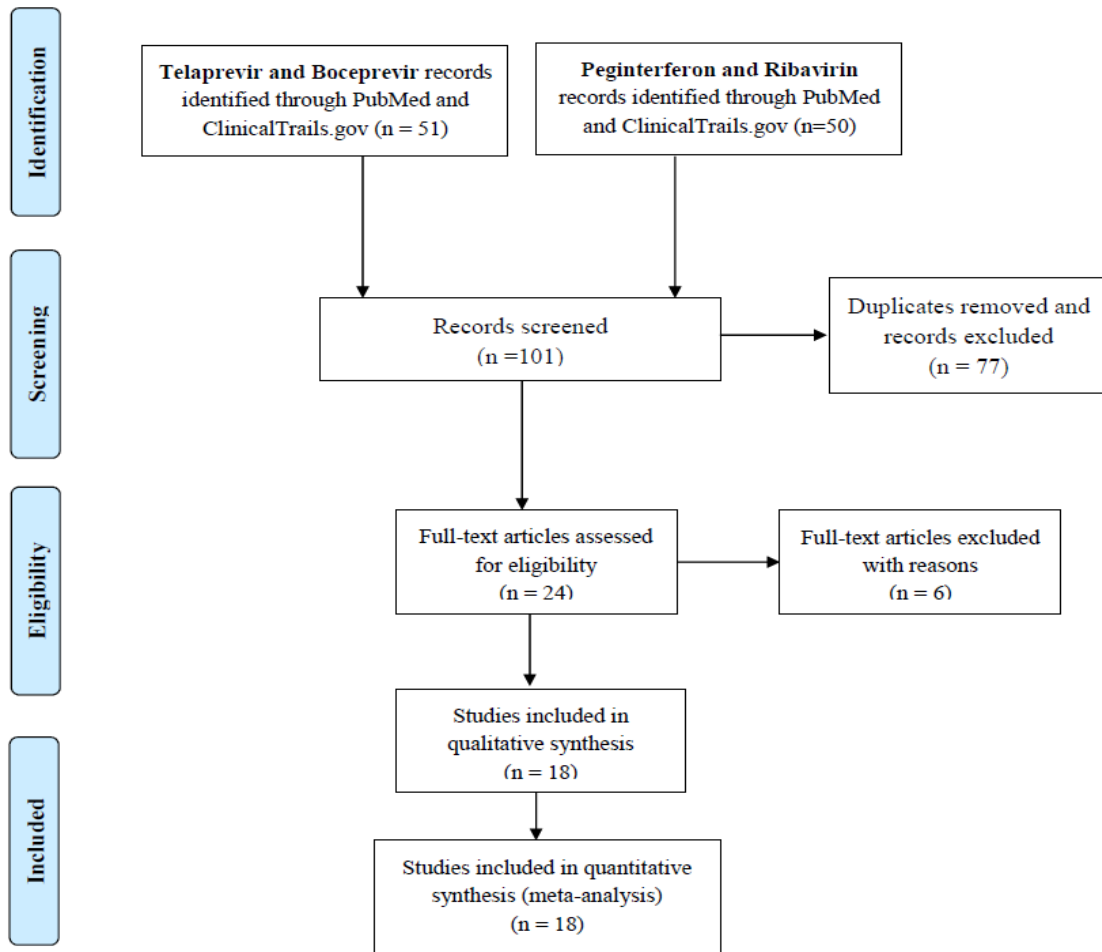 Identification
Telaprevir and Boceprevir records
identified through PubMed and
ClinicalTrails.gov (n = 51)
Peginterferon and Ribavirin
records identified through PubMed
and ClinicalTrails.gov (n=50)
Screening
Records screened
(n =101)
Duplicates removed and
records excluded
(n = 77)
Eligibility
Full-text articles assessed
for eligibility
(n = 24)
Full-text articles excluded
with reasons
(n = 6)
Included
Studies included in
qualitative synthesis
(n = 18)
Studies included in quantitative
synthesis (meta-analysis)
(n = 18)